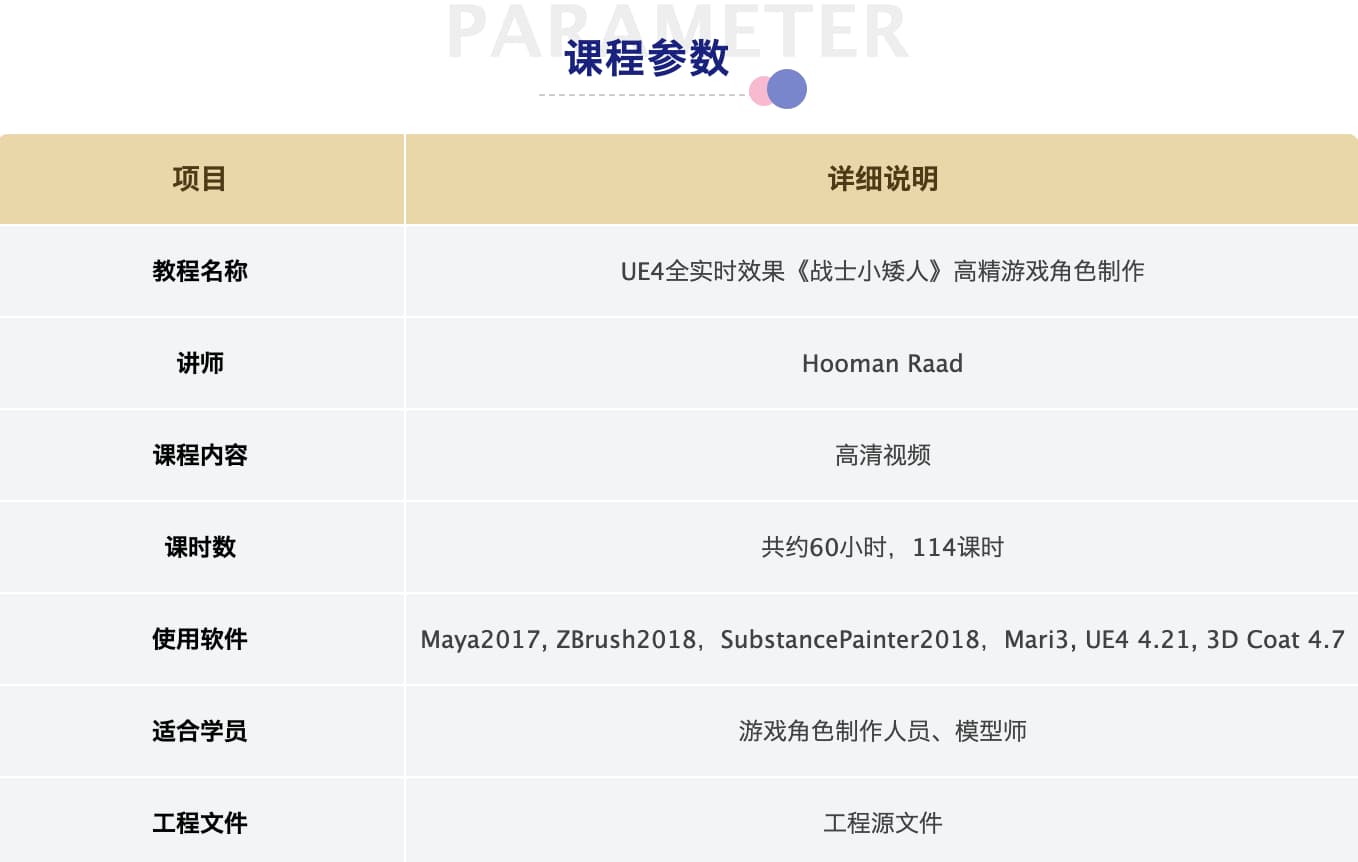 PARAMETER
课程参数
项目 详细说明
教程名称 UE4全实时效果《战士小矮人》高精游戏角色制作
讲师 Hooman Raad
课程内容 高清视频
课时数 共约60小时，114课时
使用软件 Maya2017, ZBrush2018，SubstancePainter2018，Mari3, UE4 4.21, 3D Coat 4.7
适合学员 游戏角色制作人员、模型师
工程文件 工程源文件